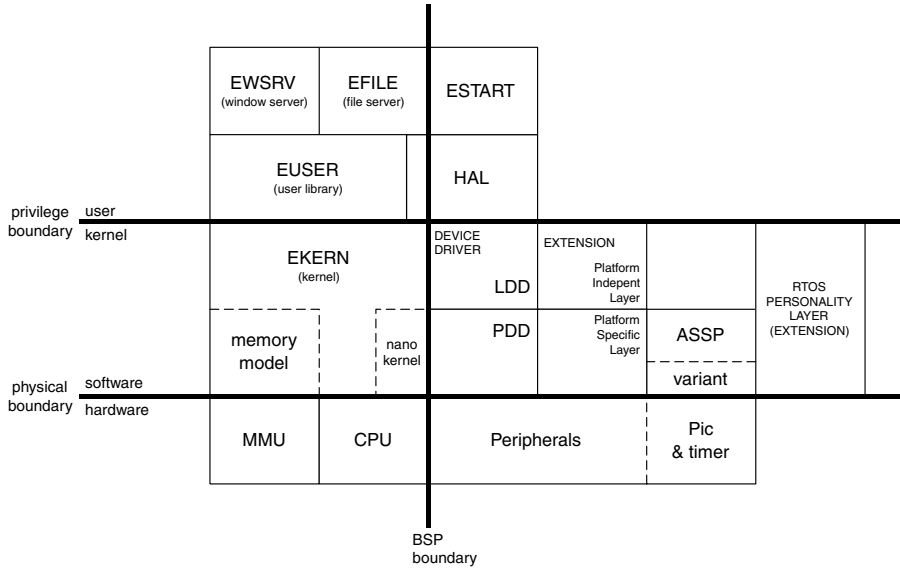 EWSRV
(window server)
EFILE
(file server)
ESTART
EUSER
(user library)
HAL
privilege
boundary
user
kernel
EKERN
(kernel)
DEVICE
DRIVER
LDD
EXTENSION
Platform
Indepent
Layer
RTOS
PERSONALITY
LAYER
(EXTENSION)
memory
model
nano
kernel
PDD
Platform
Specific
Layer
ASSP
variant
physical
boundary
software
hardware
MMU
CPU
Peripherals
Pic
& timer
BSP
boundary